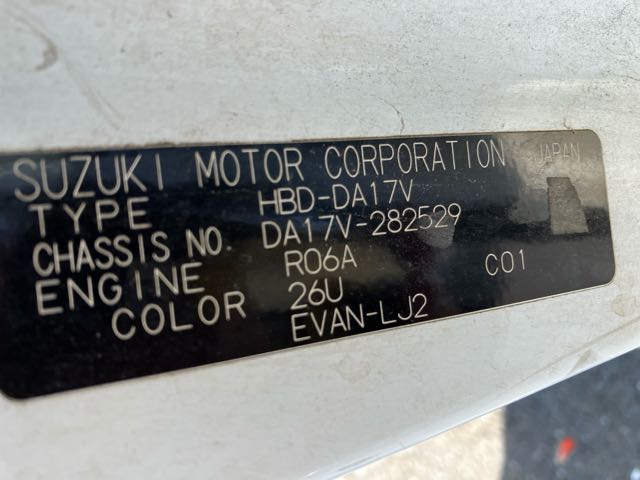 SUZUKI MOTOR CORPORATION JAPAN
TYPE HBD-DA17V
CHASSIS NO. DA17V-282529
ENGINE R06A C01
COLOR 26U
EVAN-LJ2